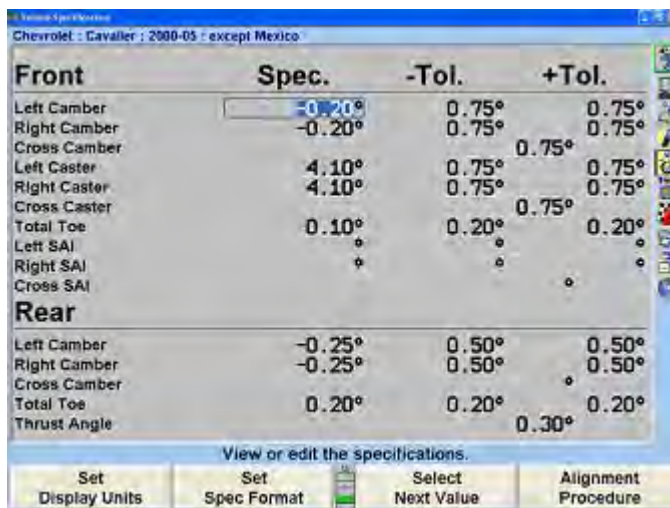 Vehicle Specifications
Chevrolet : Cavalier : 2000-05 : except Mexico
Front Spec. -Tol. +Tol.
Left Camber -0.20° 0.75° 0.75°
Right Camber -0.20° 0.75° 0.75°
Cross Camber 0.75°
Left Caster 4.10° 0.75° 0.75°
Right Caster 4.10° 0.75° 0.75°
Cross Caster 0.75°
Total Toe 0.10° 0.20° 0.20°
Left SAI ° ° °
Right SAI ° ° °
Cross SAI °
Rear
Left Camber -0.25° 0.50° 0.50°
Right Camber -0.25° 0.50° 0.50°
Cross Camber °
Total Toe 0.20° 0.20° 0.20°
Thrust Angle 0.30°
View or edit the specifications.
Set Set Select Alignment
Display Units Spec Format Next Value Procedure